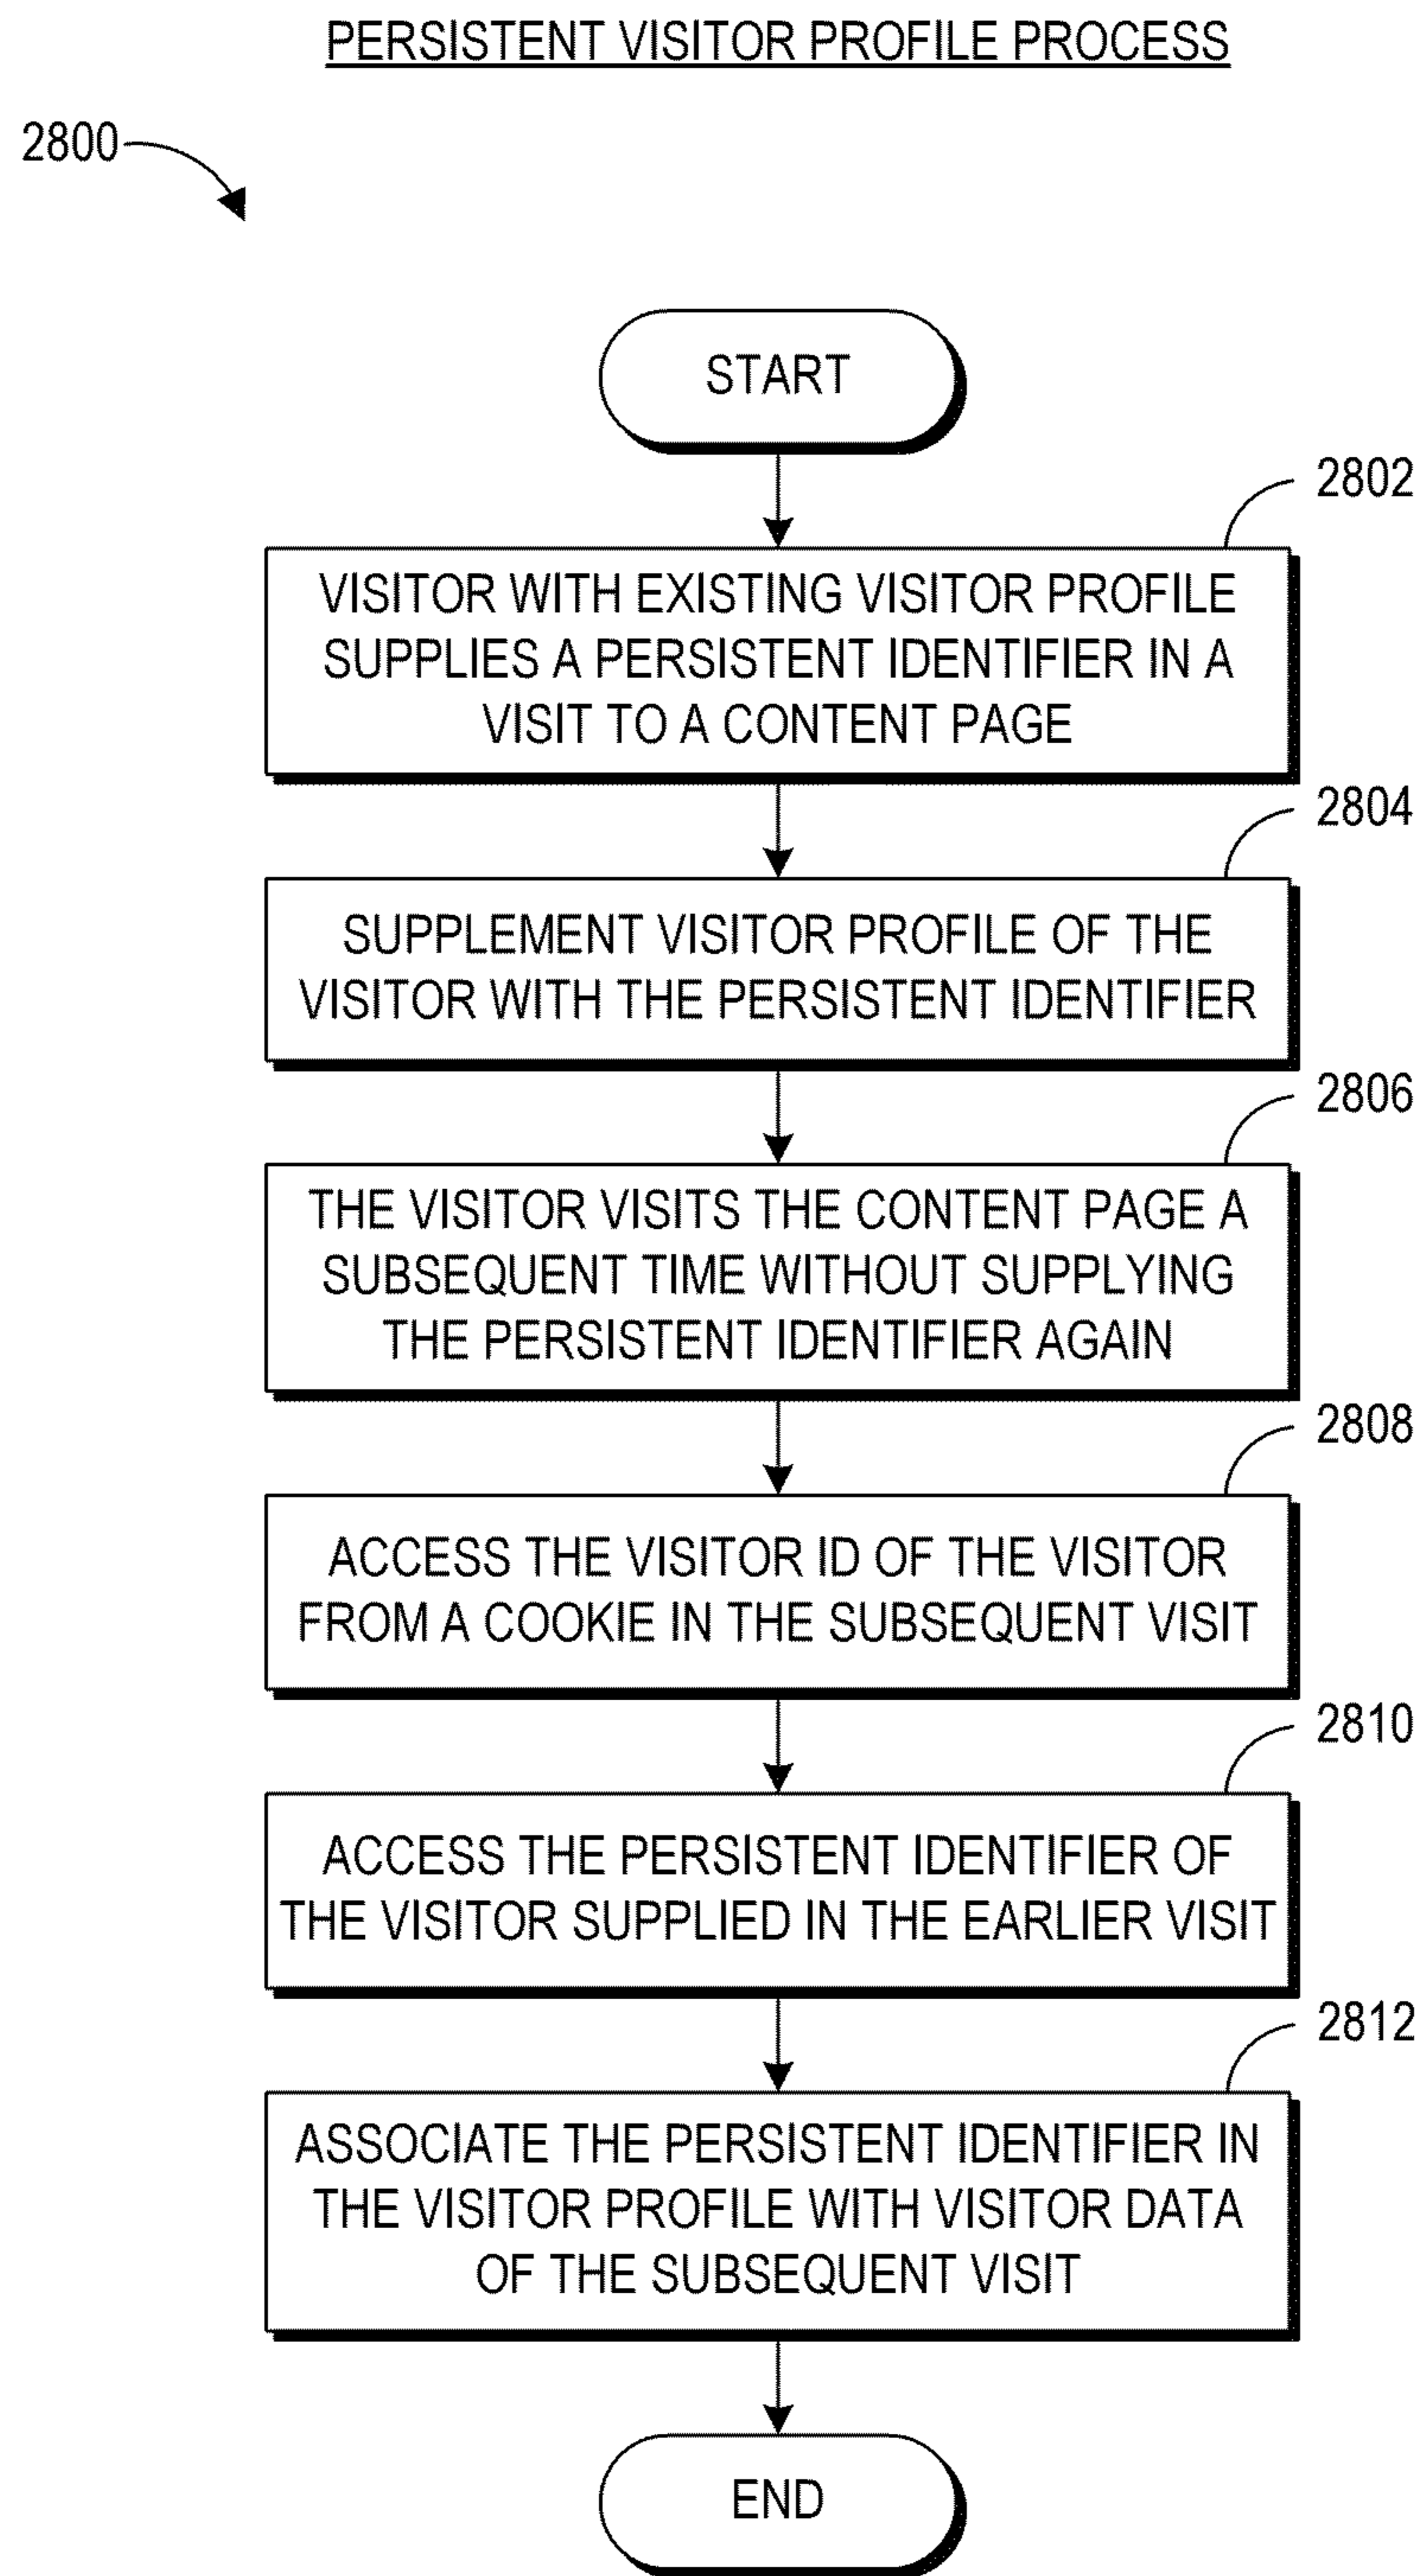 PERSISTENT VISITOR PROFILE PROCESS
2800
START
2802
VISITOR WITH EXISTING VISITOR PROFILE
SUPPLIES A PERSISTENT IDENTIFIER IN A
VISIT TO A CONTENT PAGE
2804
SUPPLEMENT VISITOR PROFILE OF THE
VISITOR WITH THE PERSISTENT IDENTIFIER
2806
THE VISITOR VISITS THE CONTENT PAGE A
SUBSEQUENT TIME WITHOUT SUPPLYING
THE PERSISTENT IDENTIFIER AGAIN
2808
ACCESS THE VISITOR ID OF THE VISITOR
FROM A COOKIE IN THE SUBSEQUENT VISIT
2810
ACCESS THE PERSISTENT IDENTIFIER OF
THE VISITOR SUPPLIED IN THE EARLIER VISIT
2812
ASSOCIATE THE PERSISTENT IDENTIFIER IN
THE VISITOR PROFILE WITH VISITOR DATA
OF THE SUBSEQUENT VISIT
END